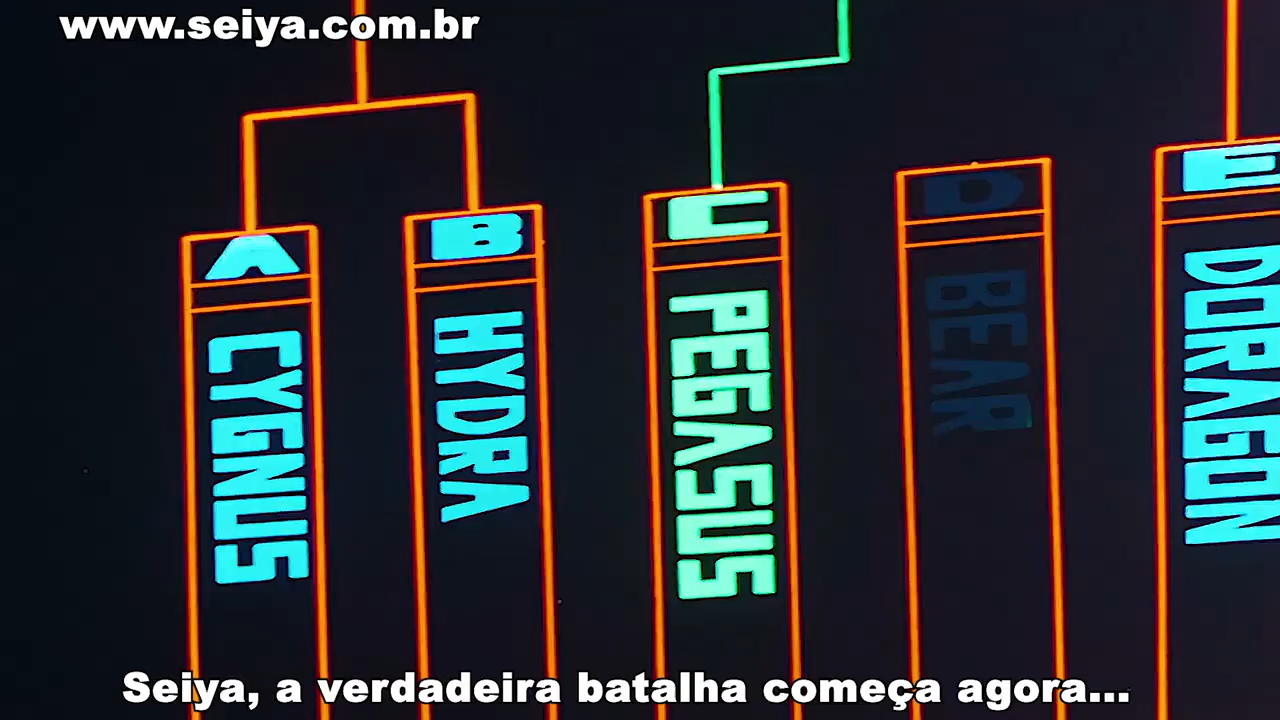 www.seiya.com.br
A
CYGNUS
B
HYDRA
PEGASUS
D
BEAR
E
DORAGON
Seiya, a verdadeira batalha começa agora...